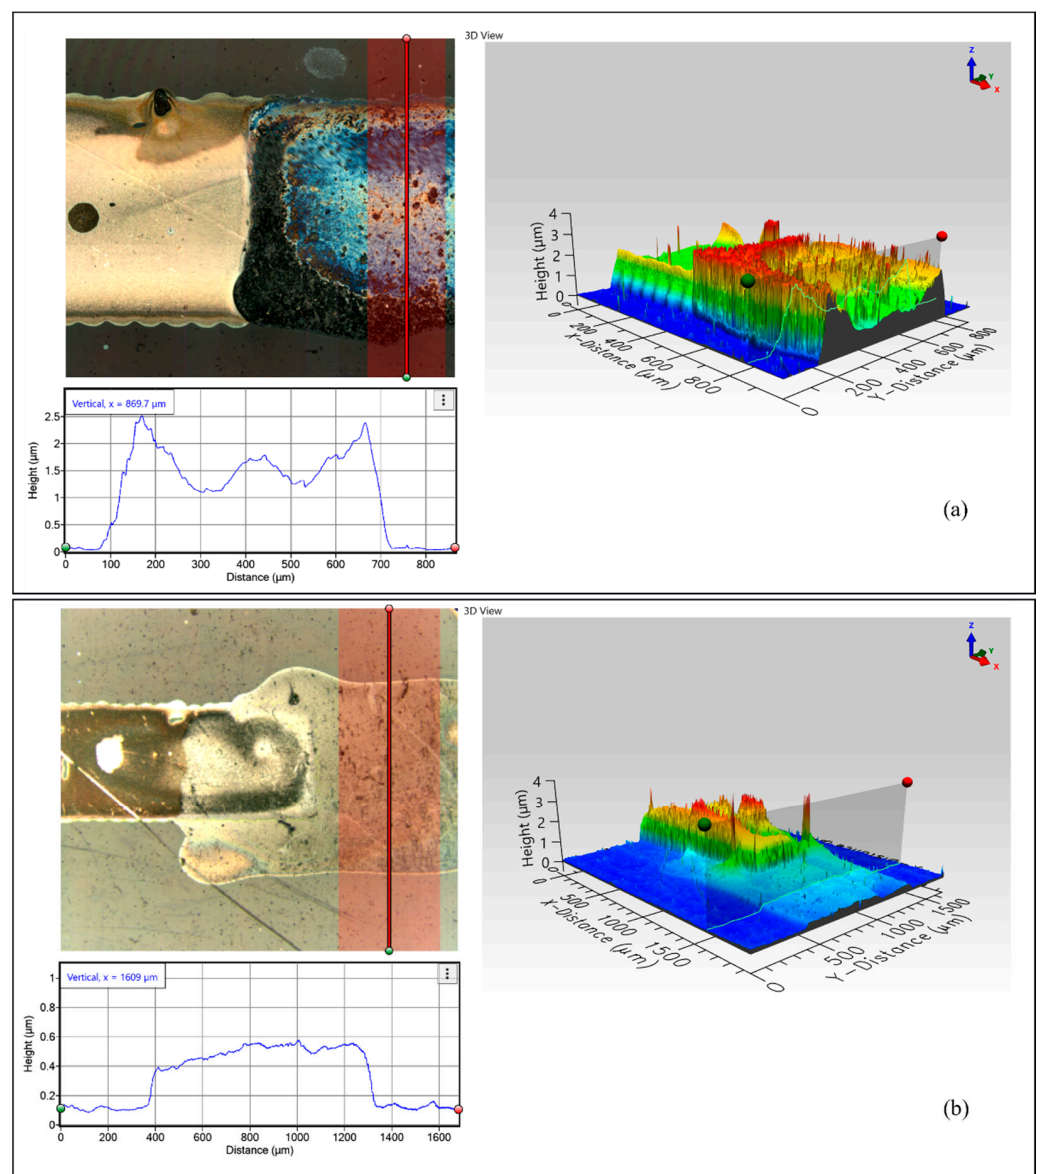 3D View
Z
Y
X
Height (µm)
4
3
2
1
0
0
200
400
600
800
X-Distance (µm)
0
200
400
600
800
Y-Distance (µm)
Vertical, x = 869.7 µm
Height (µm)
2.5
2
1.5
1
0.5
0
0 100 200 300 400 500 600 700 800
Distance (µm)
(a)
3D View
Z
Y
X
Height (µm)
4
3
2
1
0
0
500
1000
1500
X-Distance (µm)
0
500
1000
1500
Y-Distance (µm)
Vertical, x = 1609 µm
Height (µm)
1
0.8
0.6
0.4
0.2
0
0 200 400 600 800 1000 1200 1400 1600
Distance (µm)
(b)